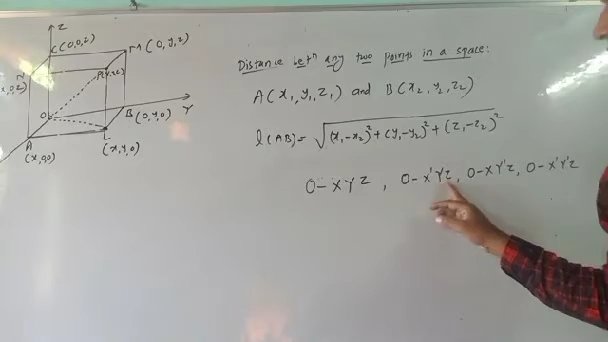 Z
C(0,0,z)
N
M(0,y,z)
P(x,y,z)
O
B(0,y,0)
Y
A
(x,0,0)
L
(x,y,0)
Distance betn any two points in a space:
A(x1,y1,z1) and B(x2,y2,z2)
l(AB)= √(x1-x2)²+(y1-y2)²+(z1-z2)²
O-XYZ, O-X'YZ, O-XY'Z, O-X'Y'Z